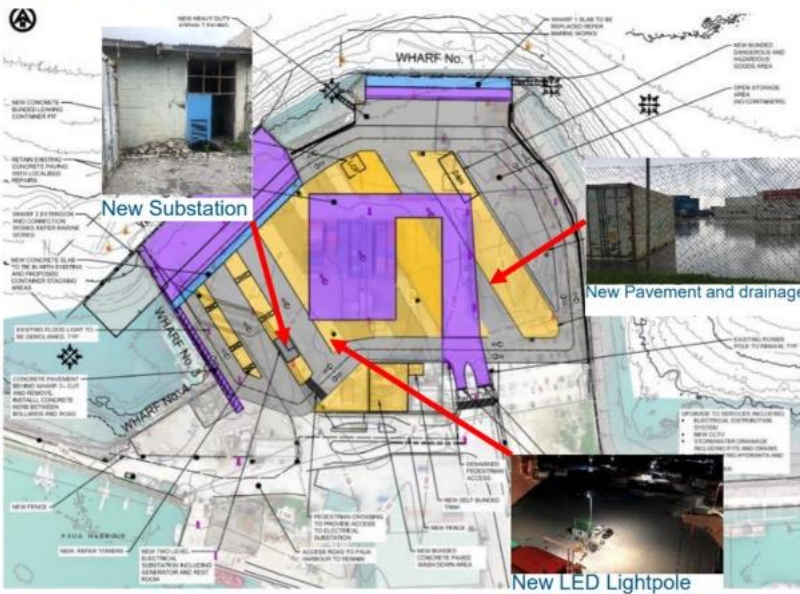 WHARF No. 1
NEW HEAVY DUTY
WHARF 1 SLAB TO BE
REPLACED REFER
MARINE WORKS
NEW BUNDED
DANGEROUS AND
HAZARDOUS
GOODS AREA
OPEN STORAGE
AREA
(NO CONTAINERS)
NEW CONCRETE
BUNDED LEAKING
CONTAINER PIT
RETAIN EXISTING
CONCRETE PAVING
WITH LOCALISED
REPAIRS
New Substation
WHARF 2 EXTENSION
AND CONNECTION
WORKS REFER MARINE
WORKS
NEW CONCRETE SLAB
TO TIE IN WITH EXISTING
AND PROPOSED
CONTAINER STACKING
AREAS
New Pavement and drainage
EXISTING FLOOD LIGHT TO
BE DEMOLISHED, TYP
EXISTING POWER
POLE TO REMAIN, TYP
CONCRETE PAVEMENT
BEHIND WHARF
AND REMOVE,
INSTALL CONCRETE
KERB BETWEEN
BOLLARDS AND ROAD
WHARF No.
WHARF No. 4
UPGRADE TO SERVICES INCLUDING
ELECTRICAL DISTRIBUTION
SYSTEM
NEW CCTV
STORMWATER DRAINAGE
INCLUDING PITS AND DRAINS
HYDRANTS AND
NEW FENCE
DEMARKED
PEDESTRIAN
ACCESS
NEW SELF BUNDED
TANK
NEW FENCE
FAUA HARBOUR
PEDESTRIAN CROSSING
TO PROVIDE ACCESS
TO ELECTRICAL
SUBSTATION
NEW TWO LEVEL
ELECTRICAL
SUBSTATION INCLUDING
GENERATOR AND REST
ROOM
ACCESS ROAD TO FAUA
HARBOUR TO REMAIN
NEW BUNDED
CONCRETE PAVED
WASH DOWN AREA
New LED Lightpole